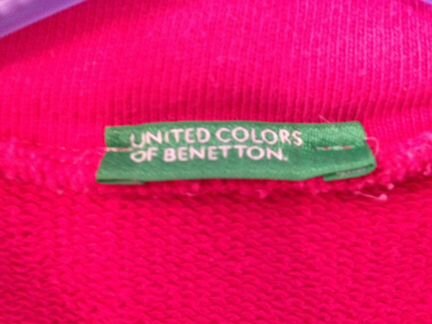 UNITED COLORS
OF BENETTON.